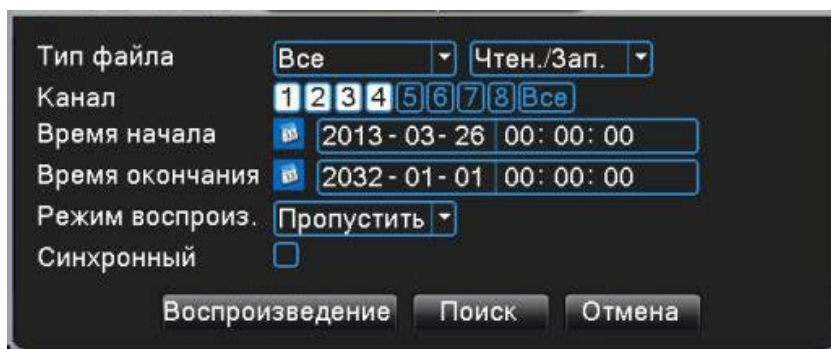 Тип файла Все Чтен./Зап.
Канал 1 2 3 4 5 6 7 8 Все
Время начала 2013-03-26 00:00:00
Время окончания 2032-01-01 00:00:00
Режим воспроиз. Пропустить
Синхронный
Воспроизведение Поиск Отмена